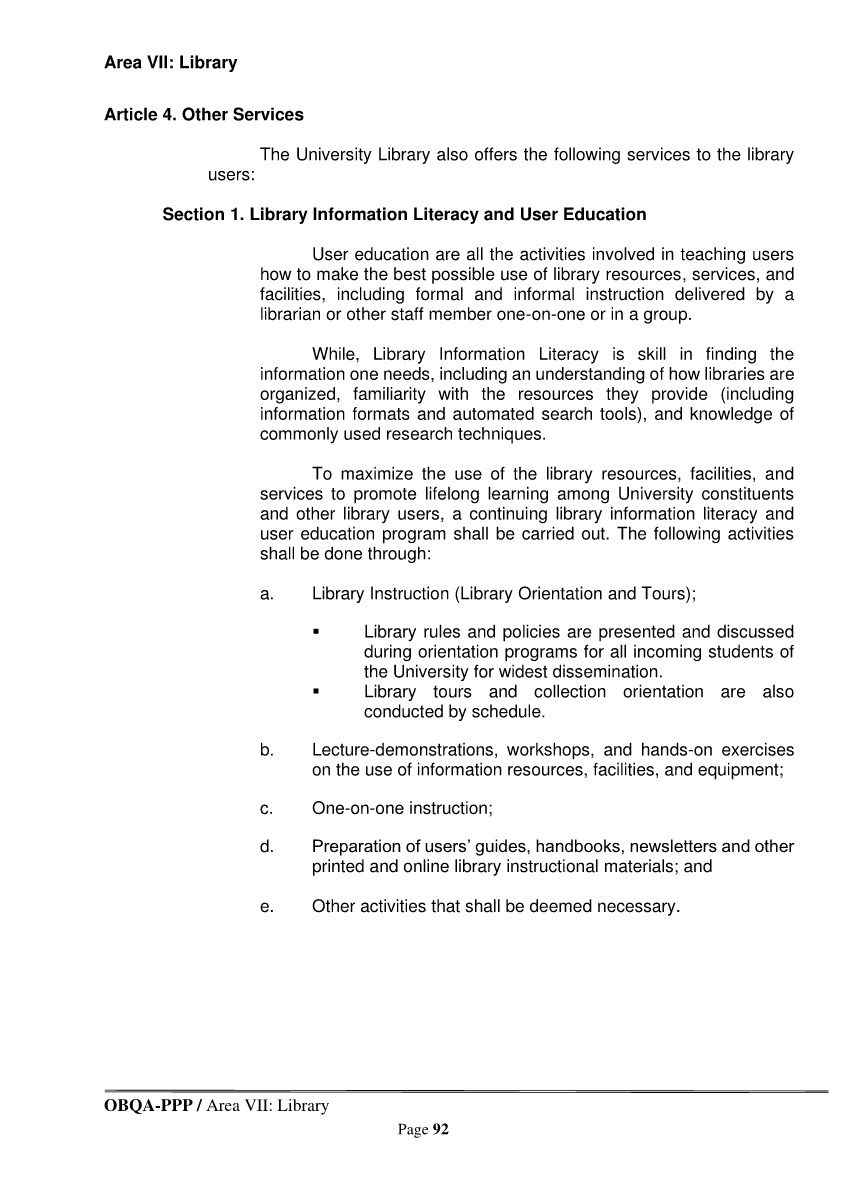 Area VII: Library
Article 4. Other Services
The University Library also offers the following services to the library
users:
Section 1. Library Information Literacy and User Education
User education are all the activities involved in teaching users
how to make the best possible use of library resources, services, and
facilities, including formal and informal instruction delivered by a
librarian or other staff member one-on-one or in a group.
While, Library Information Literacy is skill in finding the
information one needs, including an understanding of how libraries are
organized, familiarity with the resources they provide (including
information formats and automated search tools), and knowledge of
commonly used research techniques.
To maximize the use of the library resources, facilities, and
services to promote lifelong learning among University constituents
and other library users, a continuing library information literacy and
user education program shall be carried out. The following activities
shall be done through:
a. Library Instruction (Library Orientation and Tours);
▪ Library rules and policies are presented and discussed
during orientation programs for all incoming students of
the University for widest dissemination.
▪ Library tours and collection orientation are also
conducted by schedule.
b. Lecture-demonstrations, workshops, and hands-on exercises
on the use of information resources, facilities, and equipment;
c. One-on-one instruction;
d. Preparation of users’ guides, handbooks, newsletters and other
printed and online library instructional materials; and
e. Other activities that shall be deemed necessary.
OBQA-PPP / Area VII: Library
Page 92